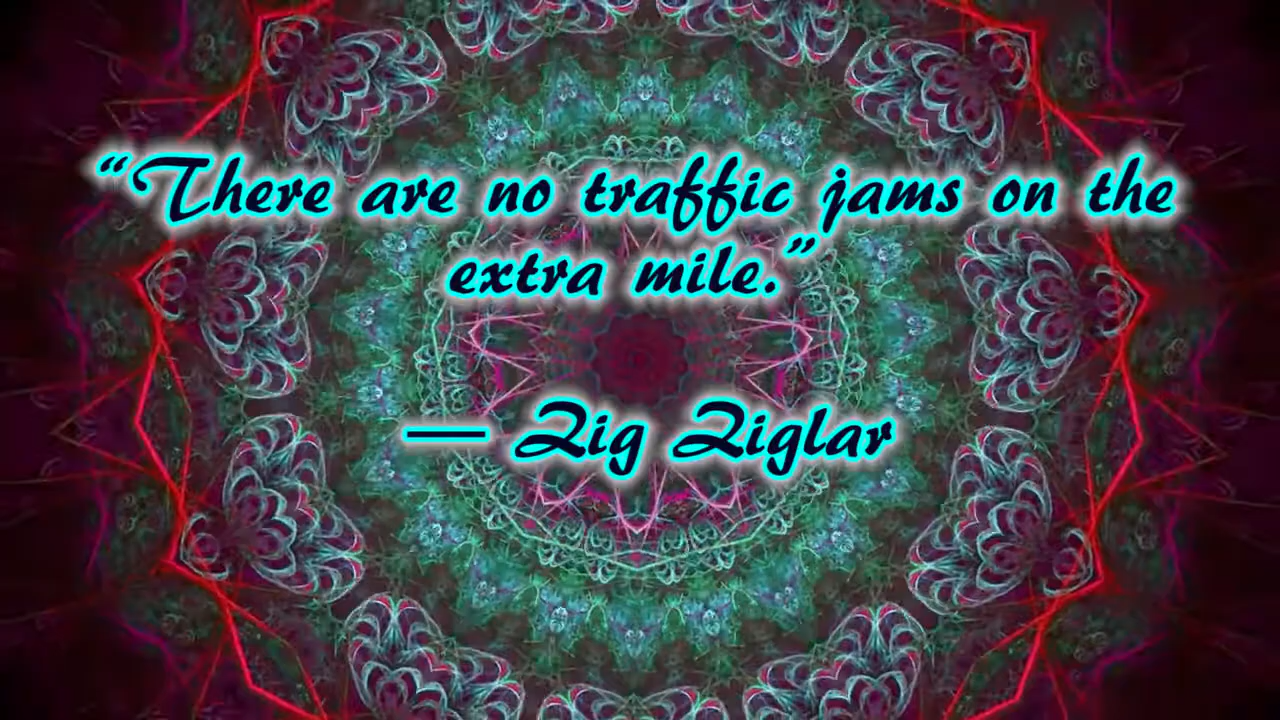 “There are no traffic jams on the
extra mile.”
— Zig Ziglar